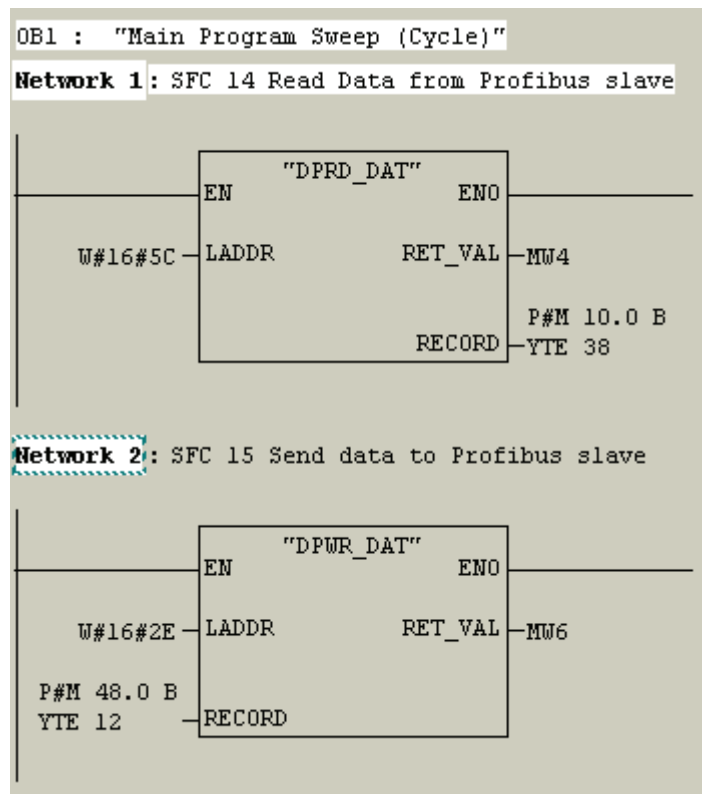 OB1 : "Main Program Sweep (Cycle)"
Network 1: SFC 14 Read Data from Profibus slave
"DPRD_DAT"
EN ENO
W#16#5C LADDR RET_VAL MW4
P#M 10.0 B
RECORD YTE 38
Network 2: SFC 15 Send data to Profibus slave
"DPWR_DAT"
EN ENO
W#16#2E LADDR RET_VAL MW6
P#M 48.0 B
YTE 12 RECORD